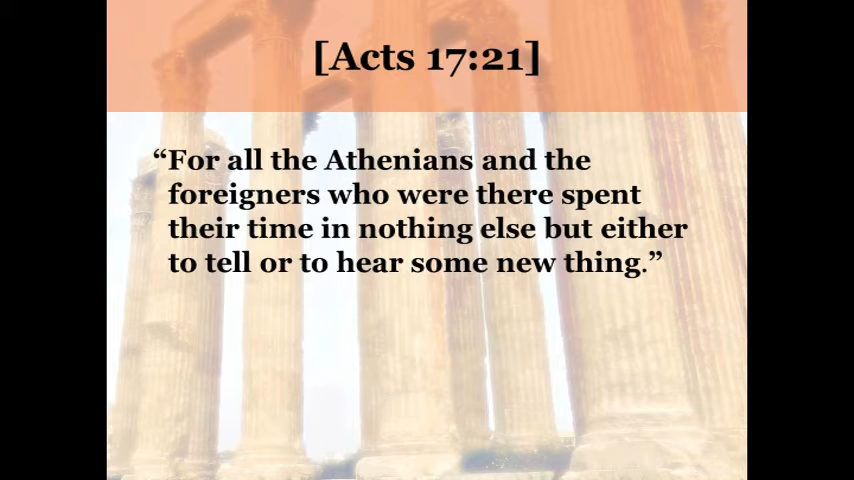 [Acts 17:21]
“For all the Athenians and the
foreigners who were there spent
their time in nothing else but either
to tell or to hear some new thing.”